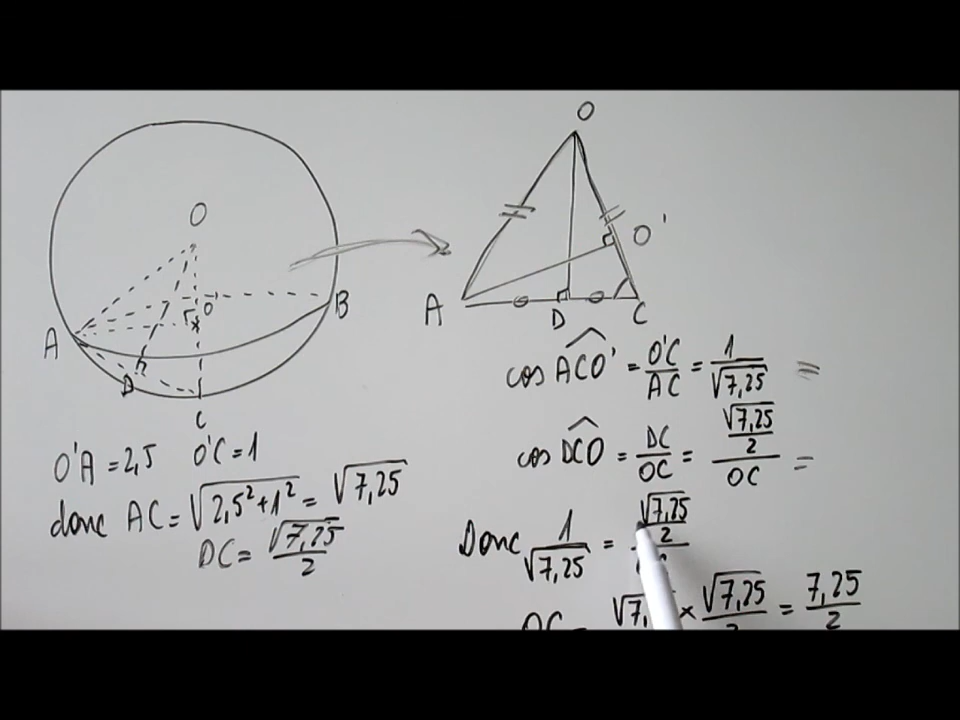 O
O'
B
A
D
C
O
O'
A
D
C
O'A = 2,5 O'C = 1
donc AC = √(2,5² + 1²) = √7,25
DC = √7,25 / 2
cos ACO' = O'C / AC = 1 / √7,25 =
cos DCO = DC / OC = (√7,25 / 2) / OC =
Donc 1 / √7,25 = (√7,25 / 2) /
× √7,25 / 2 = 7,25 / 2